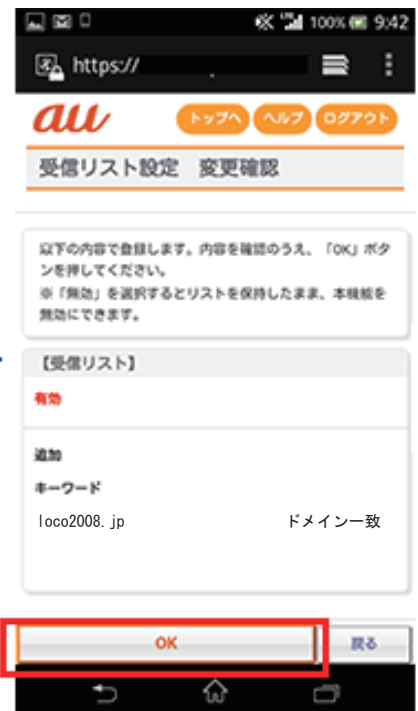 100% 9:42
https:// .
au トップへ ヘルプ ログアウト
受信リスト設定 変更確認
以下の内容で登録します。内容を確認のうえ、「OK」ボタ
ンを押してください。
※「無効」を選択するとリストを保持したまま、本機能を
無効にできます。
【受信リスト】
有効
追加
キーワード
loco2008.jp ドメイン一致
OK 戻る